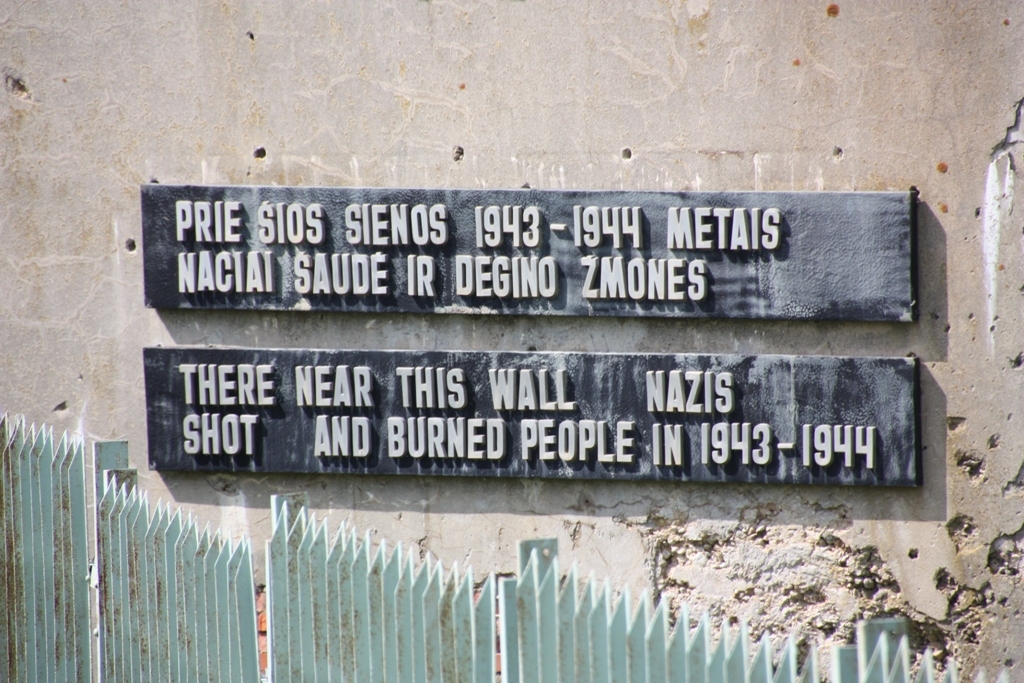 PRIE ŠIOS SIENOS 1943-1944 METAIS
NACIAI ŠAUDĖ IR DEGINO ŽMONES
THERE NEAR THIS WALL NAZIS
SHOT AND BURNED PEOPLE IN 1943-1944